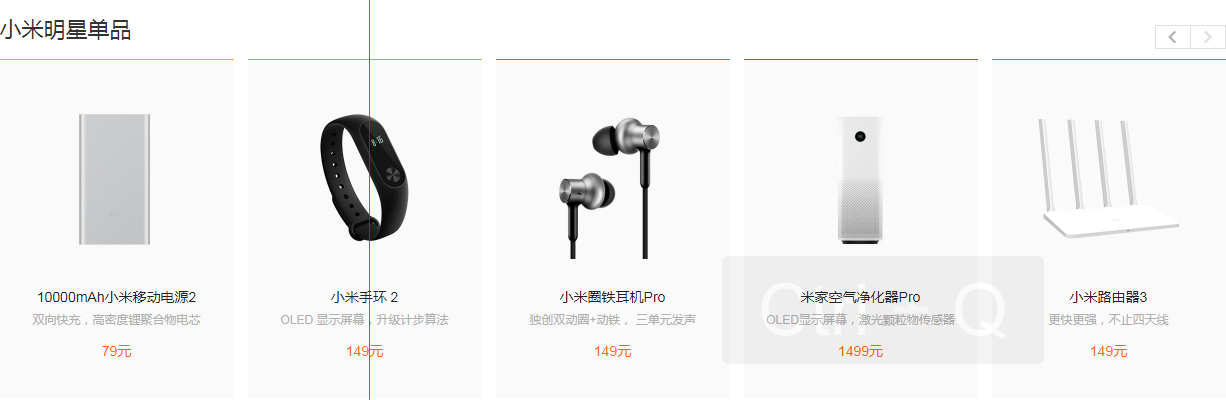 小米明星单品
10000mAh小米移动电源2
双向快充，高密度锂聚合物电芯
79元
小米手环 2
OLED 显示屏幕，升级计步算法
149元
小米圈铁耳机Pro
独创双动圈+动铁， 三单元发声
149元
米家空气净化器Pro
OLED显示屏幕，激光颗粒物传感器
1499元
小米路由器3
更快更强，不止四天线
149元
Ctrl + Q